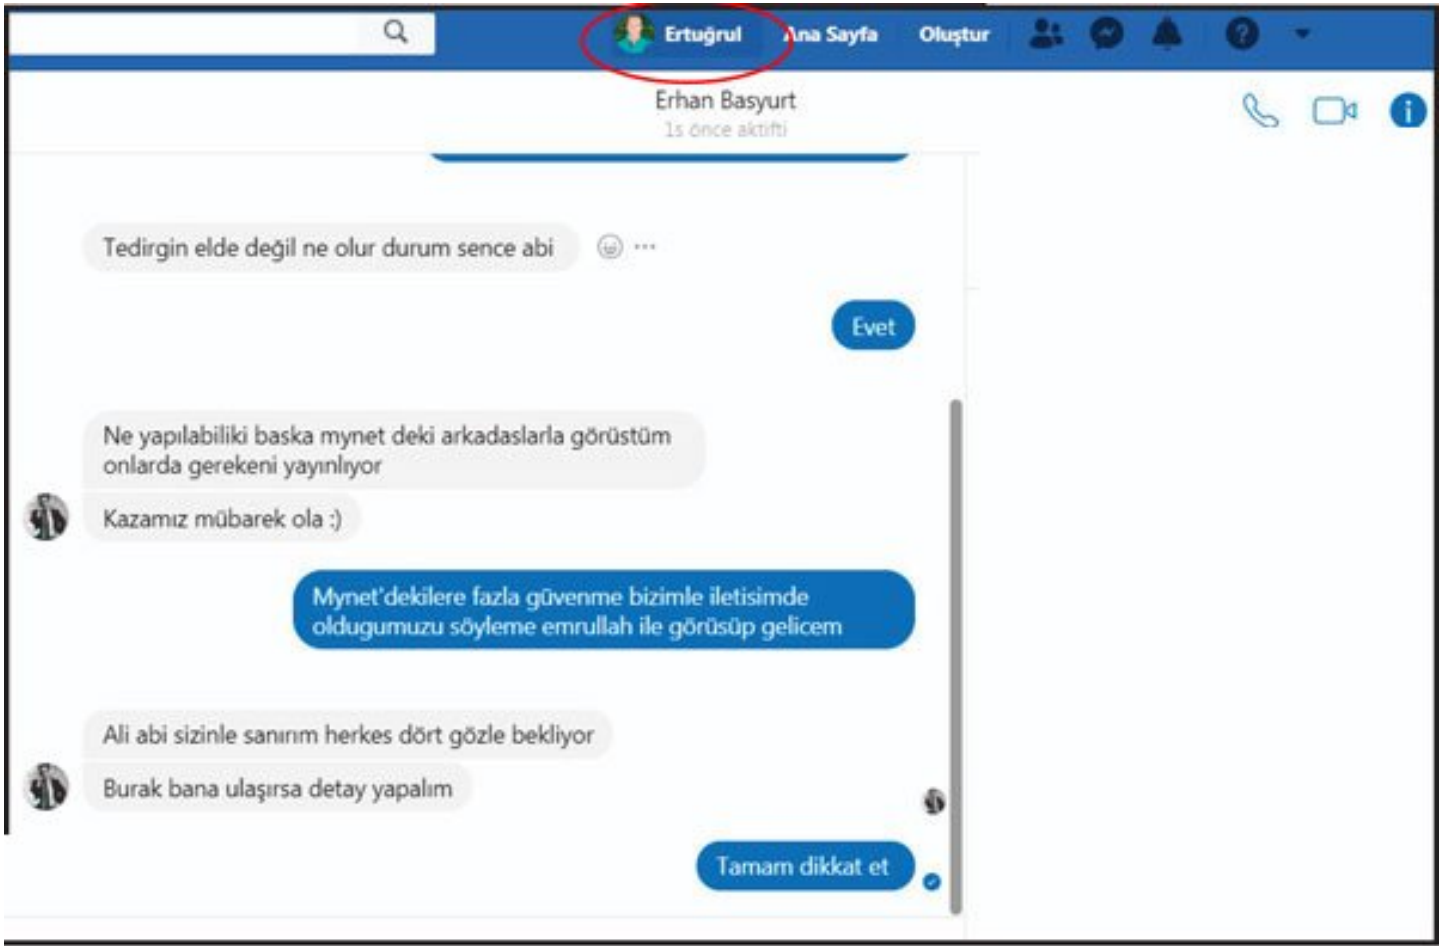 Ertuğrul Ana Sayfa Oluştur
Erhan Basyurt
1s önce aktifti
Tedirgin elde değil ne olur durum sence abi
Evet
Ne yapılabiliki baska mynet deki arkadaslarla görüstüm
onlarda gerekeni yayınlıyor
Kazamız mübarek ola :)
Mynet'dekilere fazla güvenme bizimle iletisimde
oldugumuzu söyleme emrullah ile görüsüp gelicem
Ali abi sizinle sanırım herkes dört gözle bekliyor
Burak bana ulaşırsa detay yapalım
Tamam dikkat et